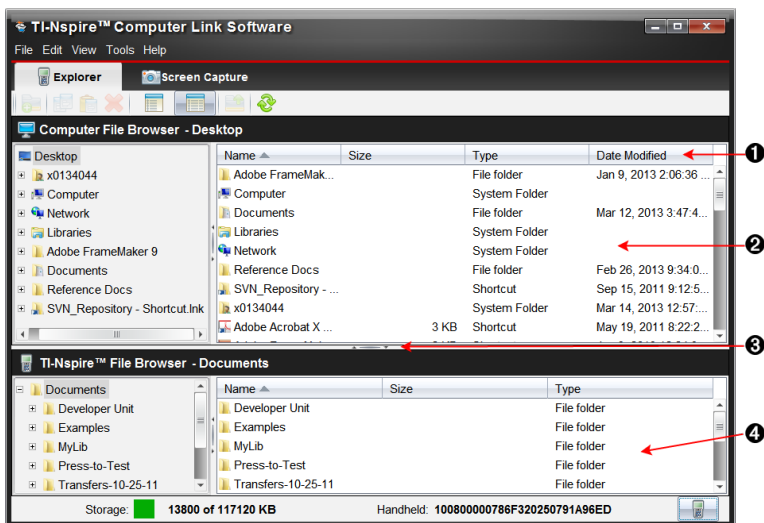 TI-Nspire™ Computer Link Software
File Edit View Tools Help
Explorer Screen Capture
Computer File Browser - Desktop
Desktop
x0134044
Computer
Network
Libraries
Adobe FrameMaker 9
Documents
Reference Docs
SVN_Repository - Shortcut.lnk
Name Size Type Date Modified
Adobe FrameMak... File folder Jan 9, 2013 2:06:36 ...
Computer System Folder
Documents File folder Mar 12, 2013 3:47:4...
Libraries System Folder
Network System Folder
Reference Docs File folder Feb 26, 2013 9:34:0...
SVN_Repository - ... Shortcut Sep 15, 2011 9:12:5...
x0134044 System Folder Mar 14, 2013 12:57:...
Adobe Acrobat X ... 3 KB Shortcut May 19, 2011 8:22:2...
1
2
3
TI-Nspire™ File Browser - Documents
Documents
Developer Unit
Examples
MyLib
Press-to-Test
Transfers-10-25-11
Name Size Type
Developer Unit File folder
Examples File folder
MyLib File folder
Press-to-Test File folder
Transfers-10-25-11 File folder
4
Storage: 13800 of 117120 KB Handheld: 100800000786F320250791A96ED